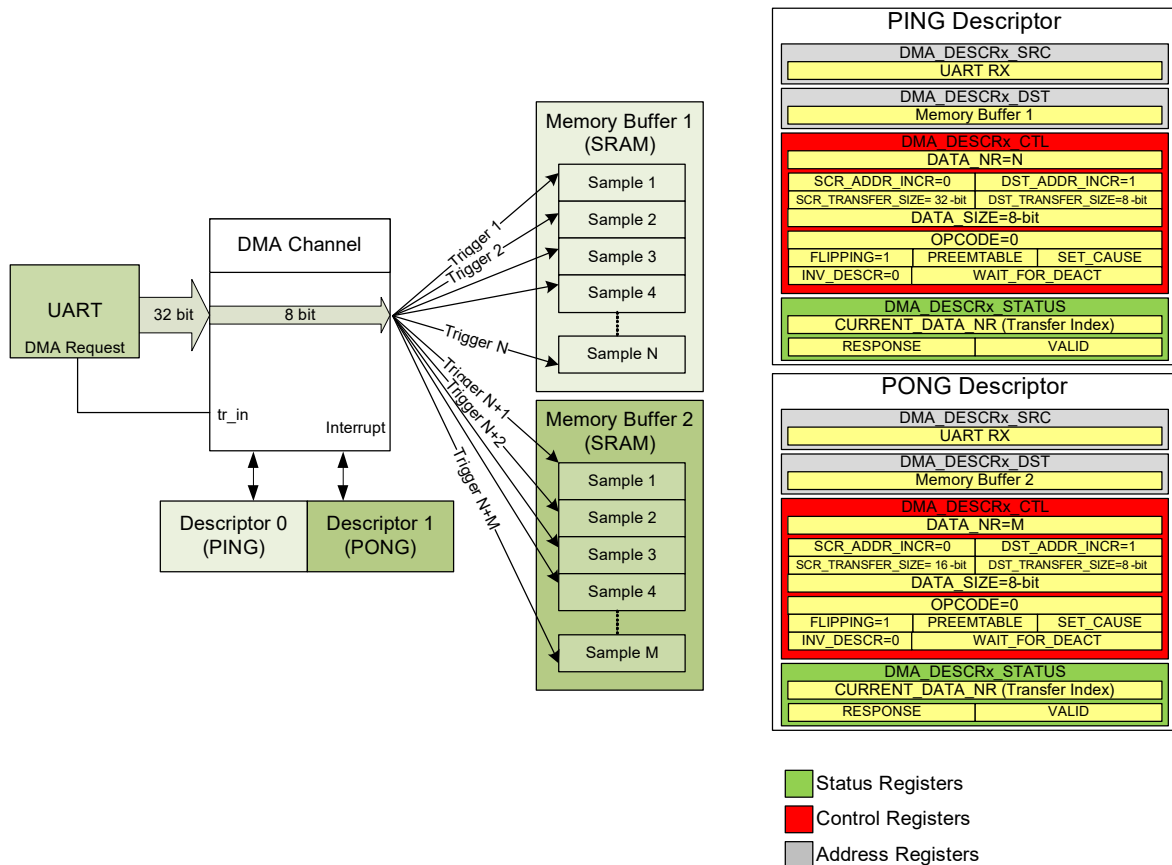 UART
DMA Request
32 bit
DMA Channel
8 bit
tr_in
Interrupt
Descriptor 0
(PING)
Descriptor 1
(PONG)
Trigger 1
Trigger 2
Trigger N
Trigger N+1
Trigger N+2
Trigger N+M
Memory Buffer 1
(SRAM)
Sample 1
Sample 2
Sample 3
Sample 4
Sample N
Memory Buffer 2
(SRAM)
Sample 1
Sample 2
Sample 3
Sample 4
Sample M
PING Descriptor
DMA_DESCRx_SRC
UART RX
DMA_DESCRx_DST
Memory Buffer 1
DMA_DESCRx_CTL
DATA_NR=N
SCR_ADDR_INCR=0 DST_ADDR_INCR=1
SCR_TRANSFER_SIZE= 32-bit DST_TRANSFER_SIZE=8-bit
DATA_SIZE=8-bit
OPCODE=0
FLIPPING=1 PREEMTABLE SET_CAUSE
INV_DESCR=0 WAIT_FOR_DEACT
DMA_DESCRx_STATUS
CURRENT_DATA_NR (Transfer Index)
RESPONSE VALID
PONG Descriptor
DMA_DESCRx_SRC
UART RX
DMA_DESCRx_DST
Memory Buffer 2
DMA_DESCRx_CTL
DATA_NR=M
SCR_ADDR_INCR=0 DST_ADDR_INCR=1
SCR_TRANSFER_SIZE= 16-bit DST_TRANSFER_SIZE=8-bit
DATA_SIZE=8-bit
OPCODE=0
FLIPPING=1 PREEMTABLE SET_CAUSE
INV_DESCR=0 WAIT_FOR_DEACT
DMA_DESCRx_STATUS
CURRENT_DATA_NR (Transfer Index)
RESPONSE VALID
Status Registers
Control Registers
Address Registers